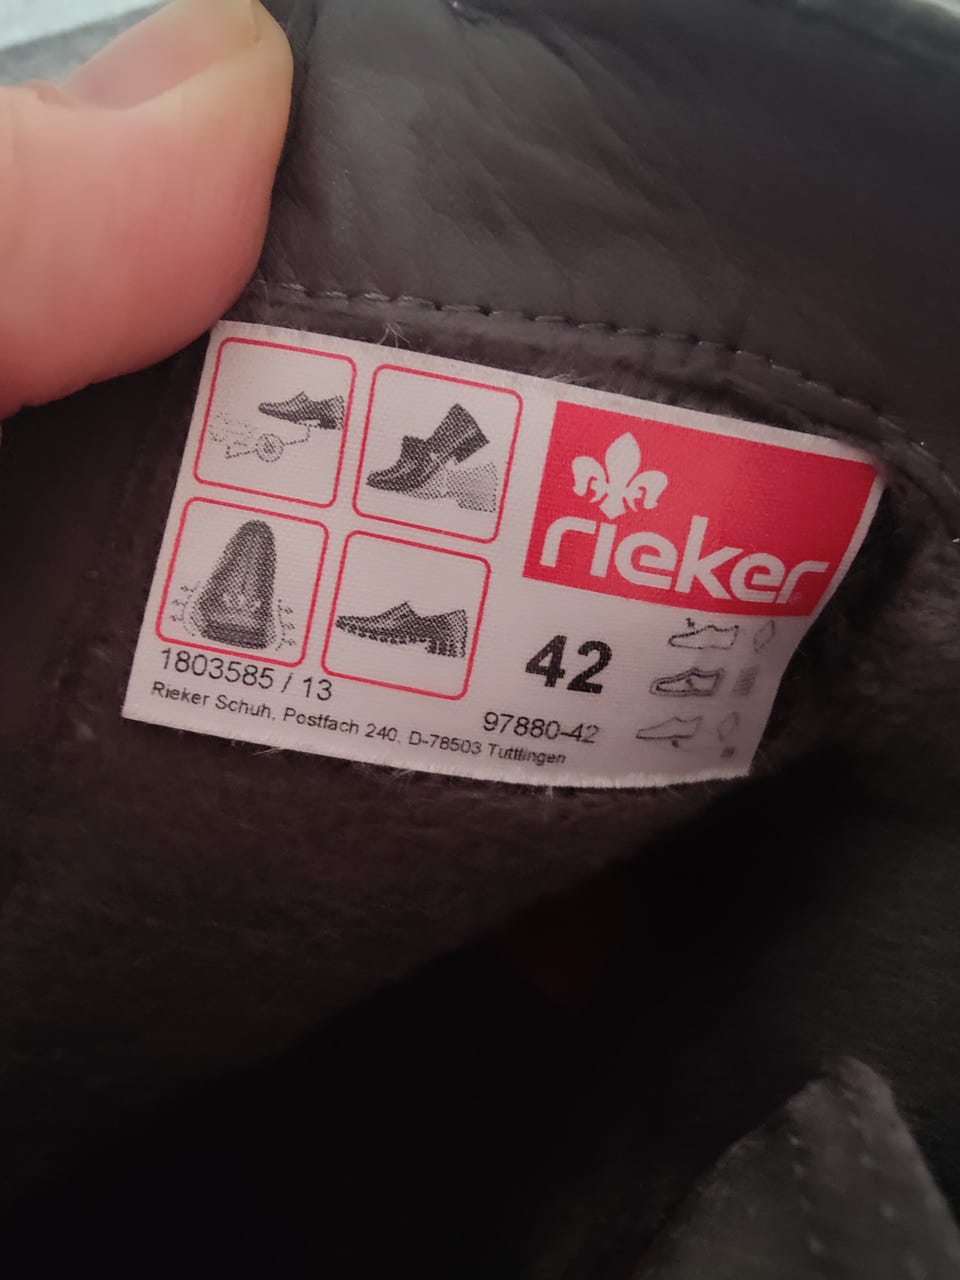 rieker
42
1803585 / 13
97880-42
Rieker Schuh, Postfach 240, D-78503 Tuttlingen